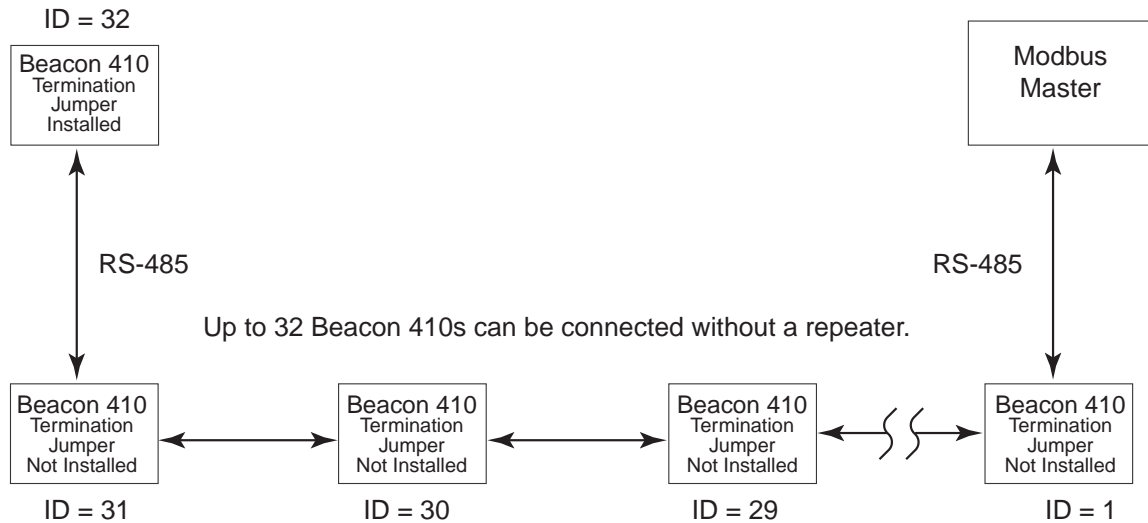 ID = 32
Beacon 410
Termination
Jumper
Installed
Modbus
Master
RS-485
RS-485
Up to 32 Beacon 410s can be connected without a repeater.
Beacon 410
Termination
Jumper
Not Installed
Beacon 410
Termination
Jumper
Not Installed
Beacon 410
Termination
Jumper
Not Installed
Beacon 410
Termination
Jumper
Not Installed
ID = 31
ID = 30
ID = 29
ID = 1